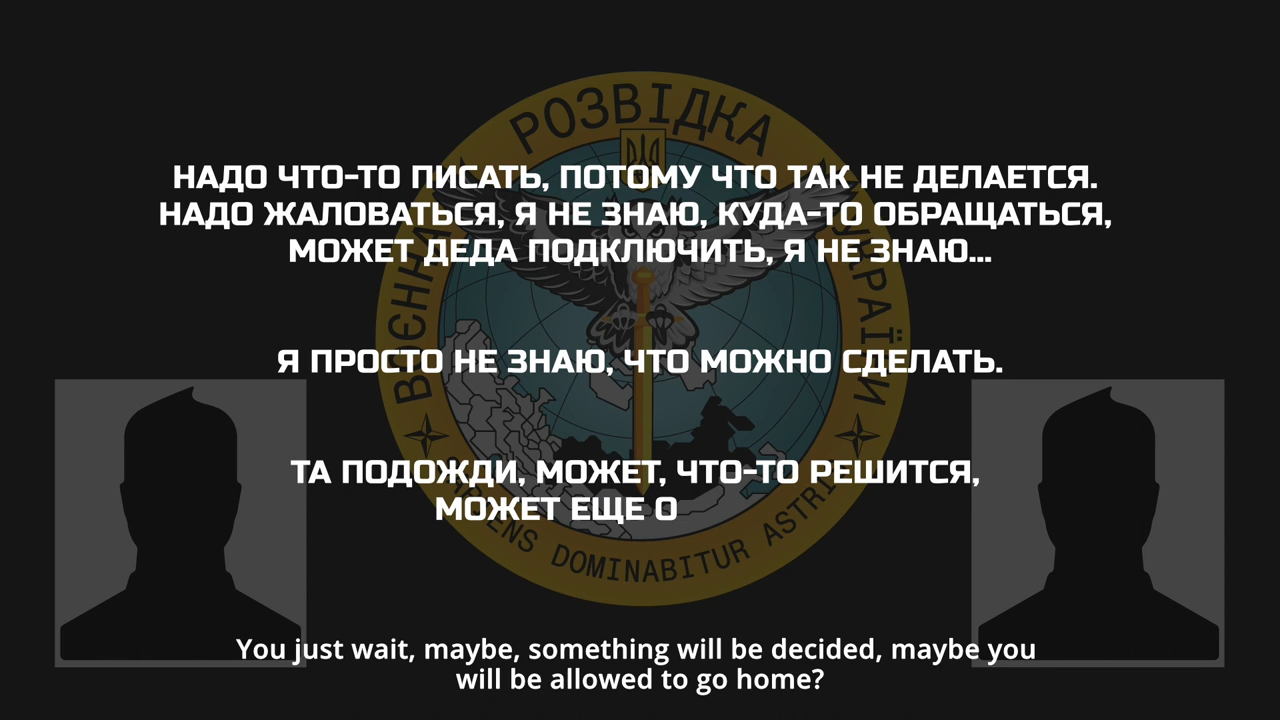 РОЗВІДКА
ВОЄННА
УКРАЇНИ
НАДО ЧТО-ТО ПИСАТЬ, ПОТОМУ ЧТО ТАК НЕ ДЕЛАЕТСЯ.
НАДО ЖАЛОВАТЬСЯ, Я НЕ ЗНАЮ, КУДА-ТО ОБРАЩАТЬСЯ,
МОЖЕТ ДЕДА ПОДКЛЮЧИТЬ, Я НЕ ЗНАЮ...
Я ПРОСТО НЕ ЗНАЮ, ЧТО МОЖНО СДЕЛАТЬ.
ТА ПОДОЖДИ, МОЖЕТ, ЧТО-ТО РЕШИТСЯ,
МОЖЕТ ЕЩЕ О
DOMINABITUR
You just wait, maybe, something will be decided, maybe you
will be allowed to go home?